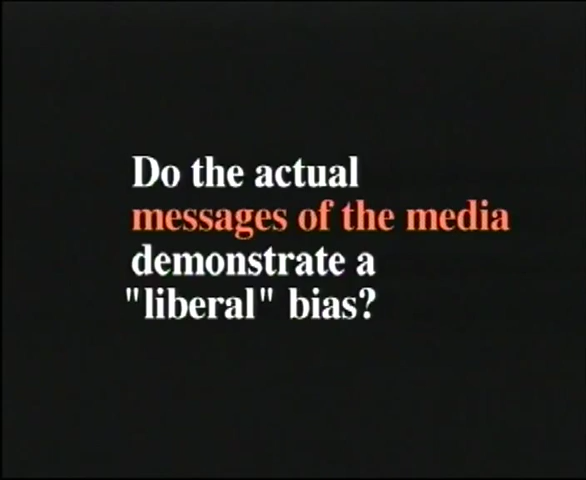 Do the actual
messages of the media
demonstrate a
"liberal" bias?